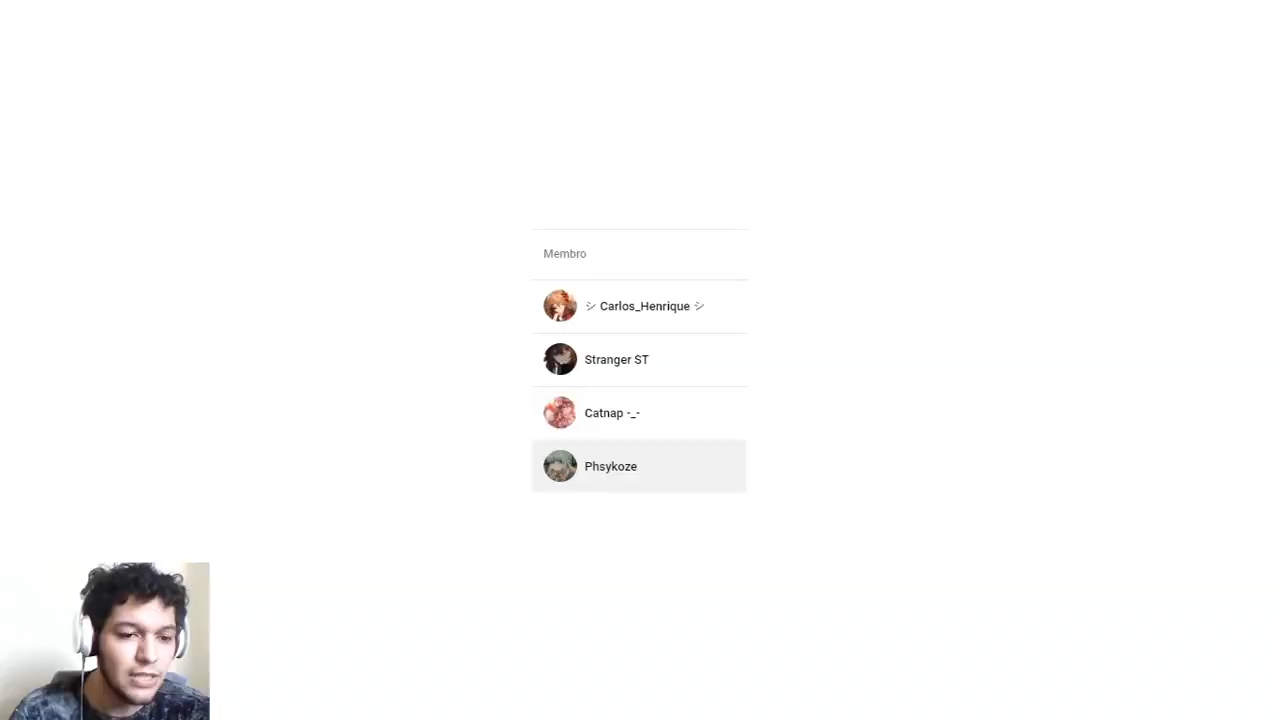 Membro
シ Carlos_Henrique シ
Stranger ST
Catnap -_-
Phsykoze